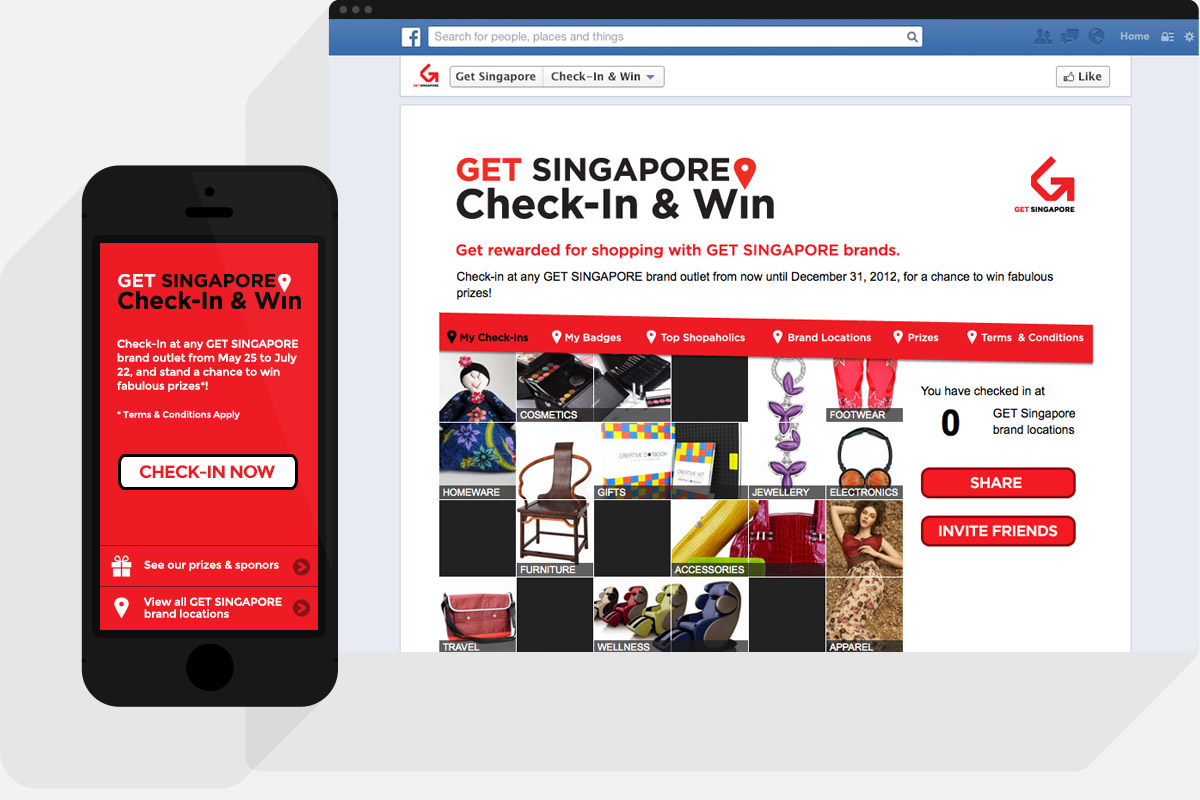 Search for people, places and things
Home
GET SINGAPORE
Get Singapore
Check-In & Win
Like
GET SINGAPORE
Check-In & Win
GET SINGAPORE
Get rewarded for shopping with GET SINGAPORE brands.
Check-in at any GET SINGAPORE brand outlet from now until December 31, 2012, for a chance to win fabulous
prizes!
My Check-ins
My Badges
Top Shopaholics
Brand Locations
Prizes
Terms & Conditions
COSMETICS
FOOTWEAR
HOMEWARE
CREATIVE DOTBOOK
CREATIVE KIT
GIFTS
JEWELLERY
ELECTRONICS
FURNITURE
ACCESSORIES
TRAVEL
WELLNESS
APPAREL
You have checked in at
0
GET Singapore
brand locations
SHARE
INVITE FRIENDS
GET SINGAPORE
Check-In & Win
Check-In at any GET SINGAPORE
brand outlet from May 25 to July
22, and stand a chance to win
fabulous prizes*!
* Terms & Conditions Apply
CHECK-IN NOW
See our prizes & sponors
View all GET SINGAPORE
brand locations